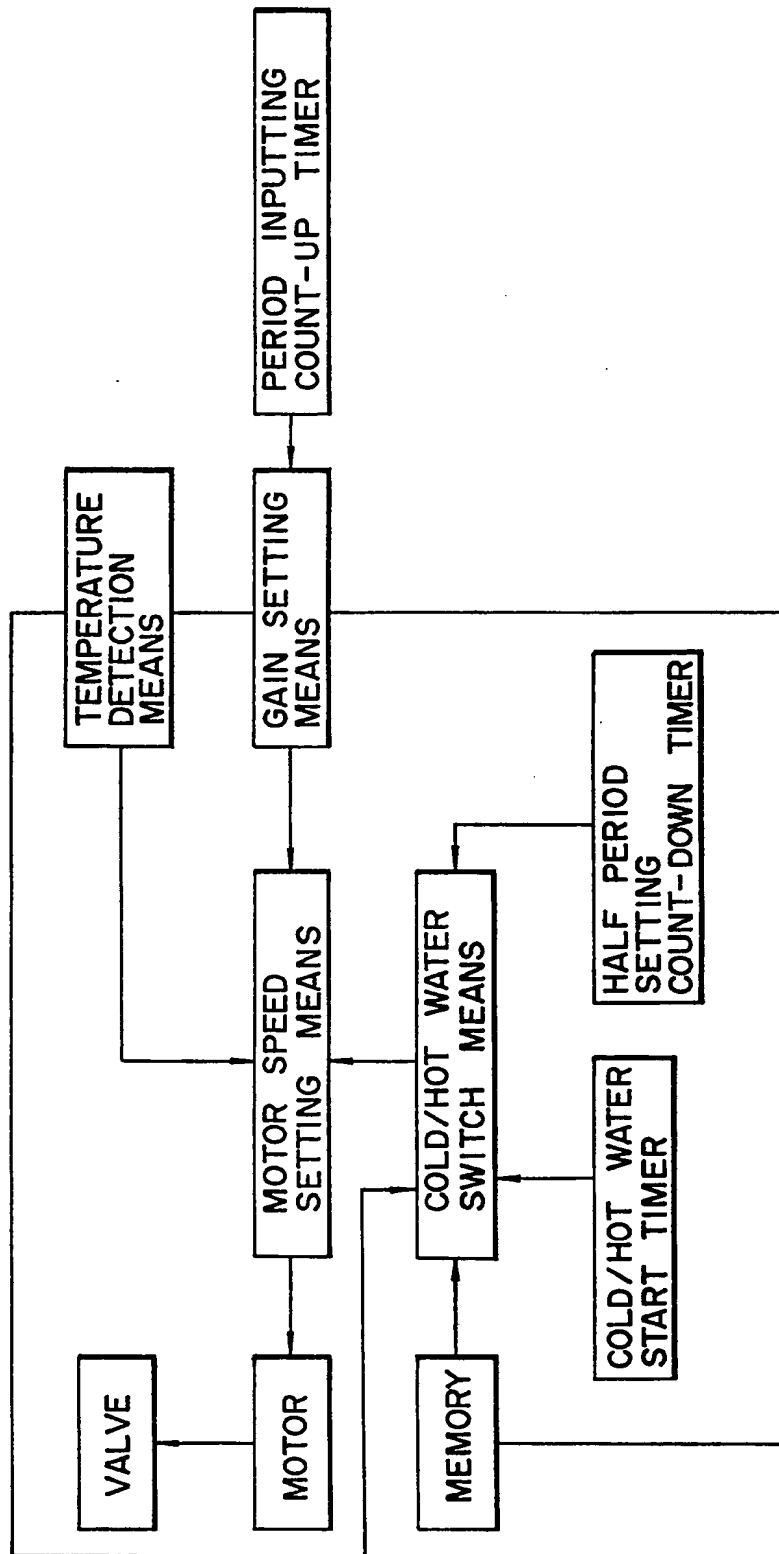 VALVE
TEMPERATURE
DETECTION
MEANS
MOTOR
MOTOR SPEED
SETTING MEANS
GAIN SETTING
MEANS
PERIOD INPUTTING
COUNT-UP TIMER
MEMORY
COLD/HOT WATER
SWITCH MEANS
COLD/HOT WATER
START TIMER
HALF PERIOD
SETTING
COUNT-DOWN TIMER